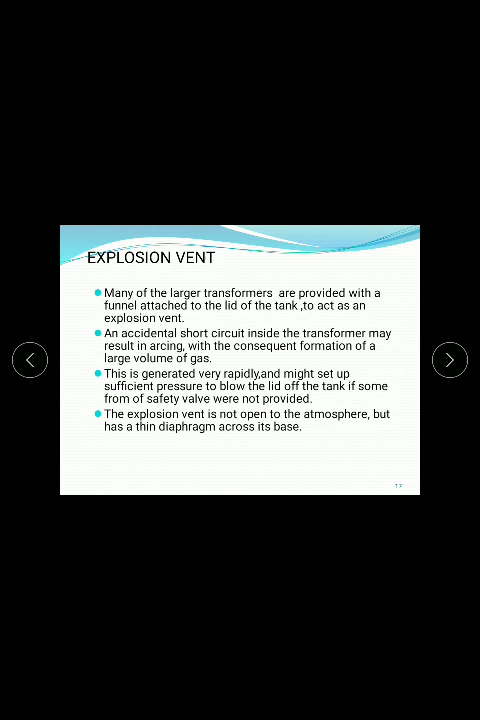 EXPLOSION VENT
Many of the larger transformers are provided with a
funnel attached to the lid of the tank ,to act as an
explosion vent.
An accidental short circuit inside the transformer may
result in arcing, with the consequent formation of a
large volume of gas.
This is generated very rapidly,and might set up
sufficient pressure to blow the lid off the tank if some
from of safety valve were not provided.
The explosion vent is not open to the atmosphere, but
has a thin diaphragm across its base.
17